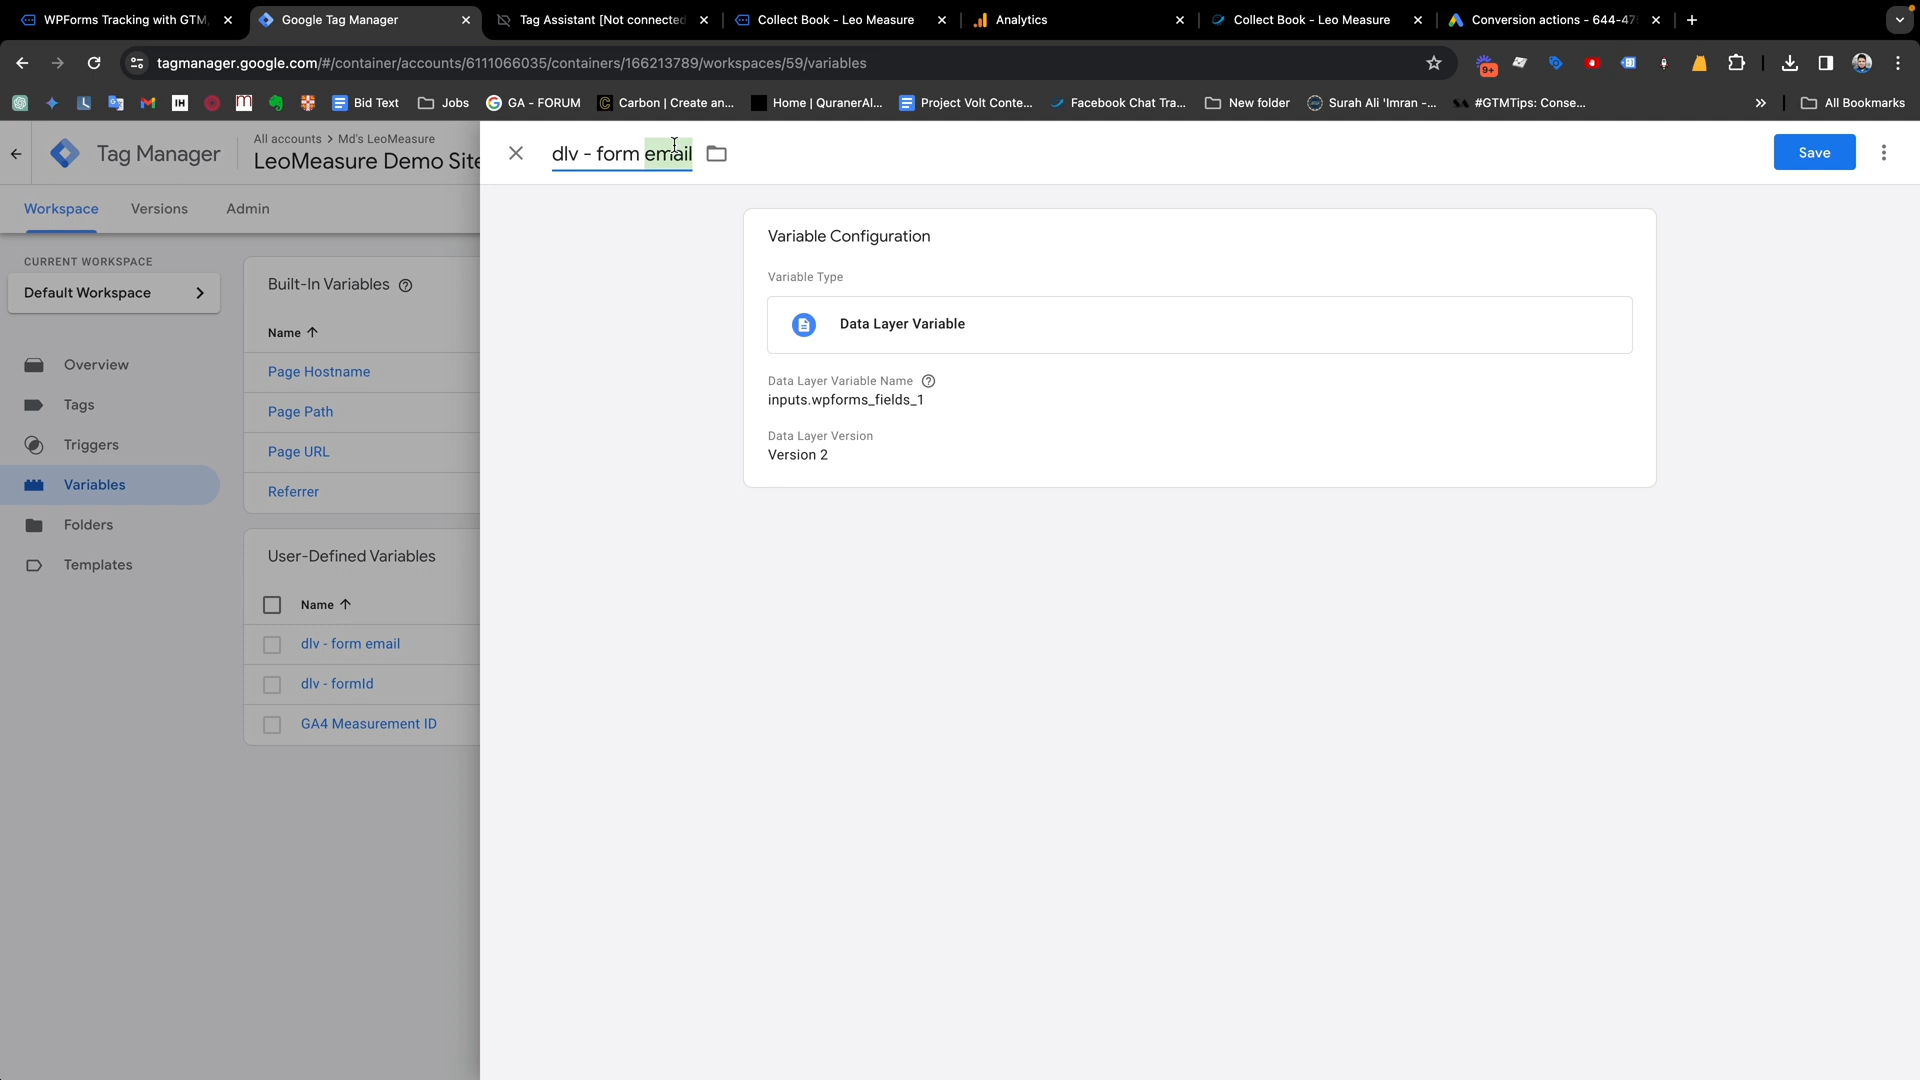 WPForms Tracking with GTM
Google Tag Manager
Tag Assistant [Not connected
Collect Book - Leo Measure
Analytics
Collect Book - Leo Measure
Conversion actions - 644-47
tagmanager.google.com/#/container/accounts/6111066035/containers/166213789/workspaces/59/variables
9+
IH
Bid Text
Jobs
GA - FORUM
Carbon | Create an...
Home | QuranerAl...
Project Volt Conte...
Facebook Chat Tra...
New folder
Surah Ali 'Imran -...
#GTMTips: Conse...
All Bookmarks
Tag Manager
All accounts > Md's LeoMeasure
LeoMeasure Demo Site
dlv - form email
Save
Workspace
Versions
Admin
CURRENT WORKSPACE
Default Workspace
Overview
Tags
Triggers
Variables
Folders
Templates
Built-In Variables
Name
Page Hostname
Page Path
Page URL
Referrer
User-Defined Variables
Name
dlv - form email
dlv - formId
GA4 Measurement ID
Variable Configuration
Variable Type
Data Layer Variable
Data Layer Variable Name
inputs.wpforms_fields_1
Data Layer Version
Version 2